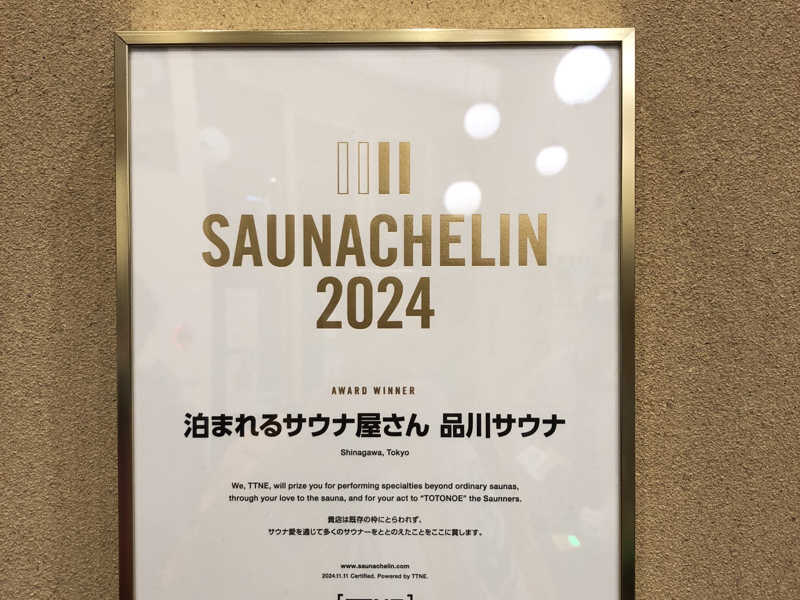 SAUNACHELIN
2024
AWARD WINNER
泊まれるサウナ屋さん 品川サウナ
Shinagawa, Tokyo
We, TTNE, will prize you for performing specialties beyond ordinary saunas,
through your love to the sauna, and for your act to “TOTONOE” the Saunners.
貴店は既存の枠にとらわれず、
サウナ愛を通じて多くのサウナーをととのえたことをここに賞します。
www.saunachelin.com
2024.11.11 Certified. Powered by TTNE.